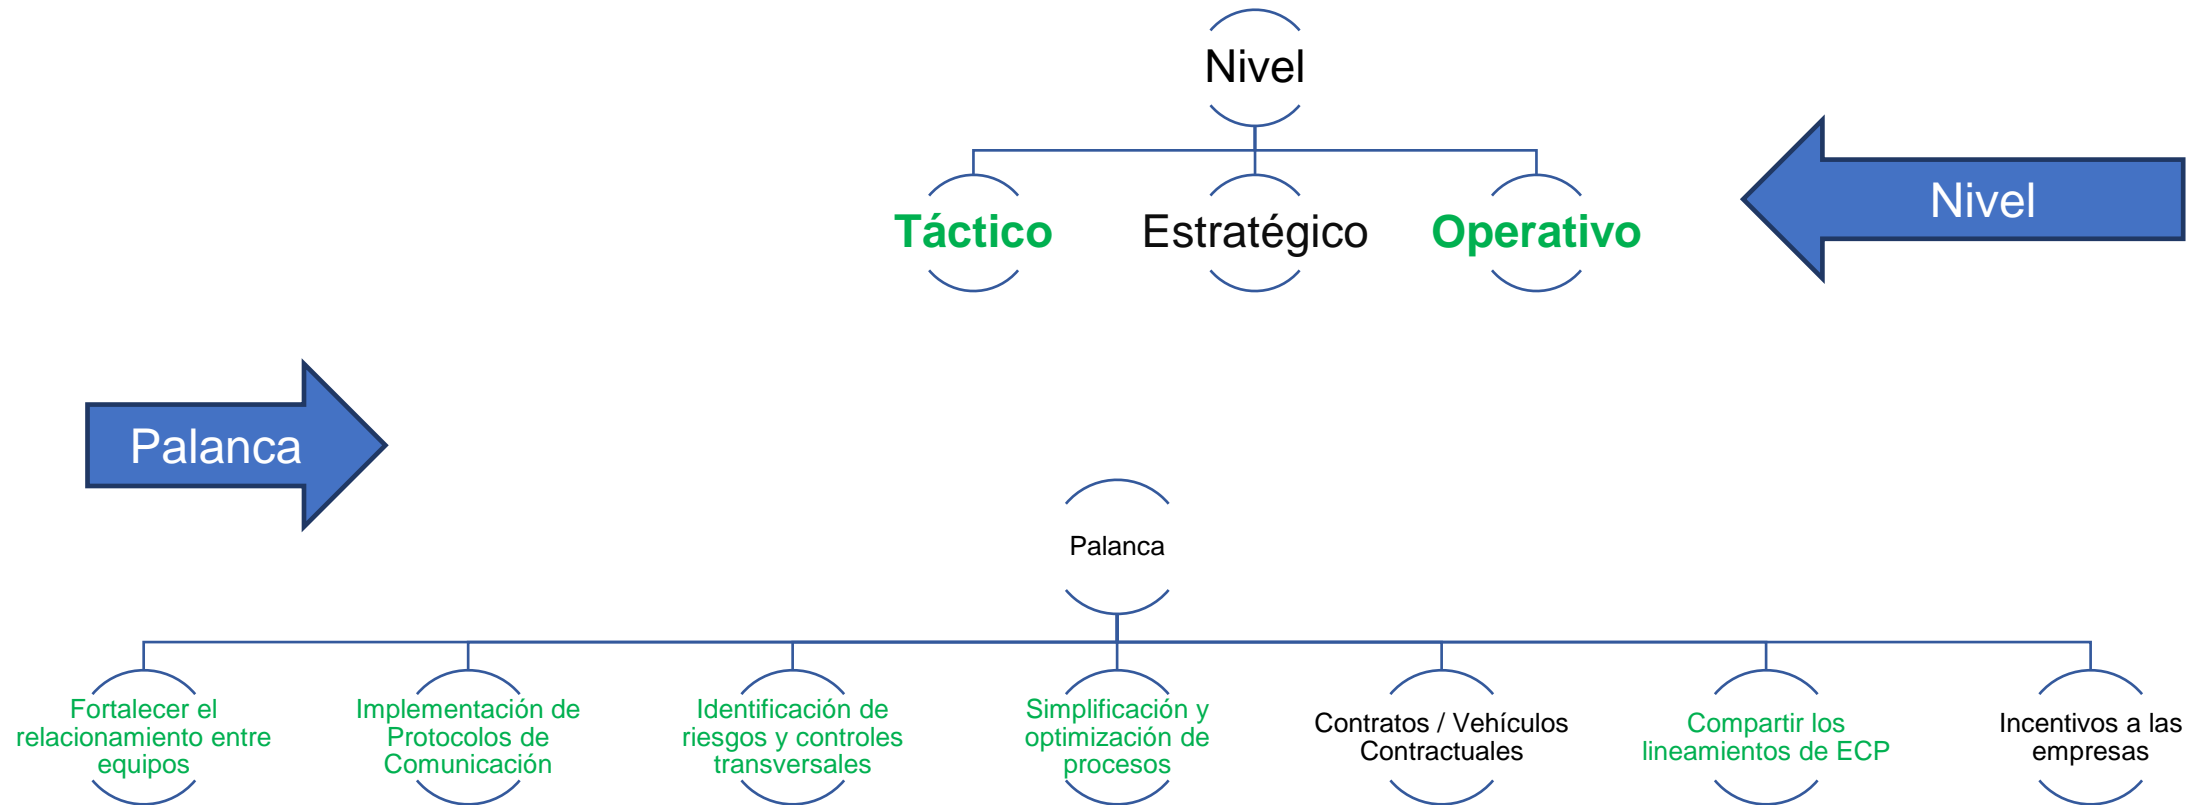 Nivel
Táctico
Estratégico
Operativo
Nivel
Palanca
Palanca
Fortalecer el
relacionamiento entre
equipos
Implementación de
Protocolos de
Comunicación
Identificación de
riesgos y controles
transversales
Simplificación y
optimización de
procesos
Contratos / Vehículos
Contractuales
Compartir los
lineamientos de ECP
Incentivos a las
empresas